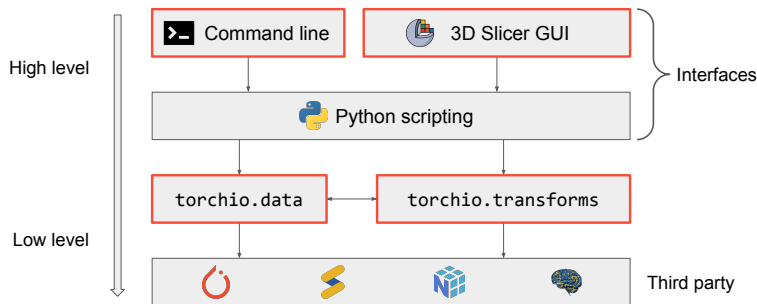 Command line
3D Slicer GUI
High level
Interfaces
Python scripting
torchio.data
torchio.transforms
Low level
Third party